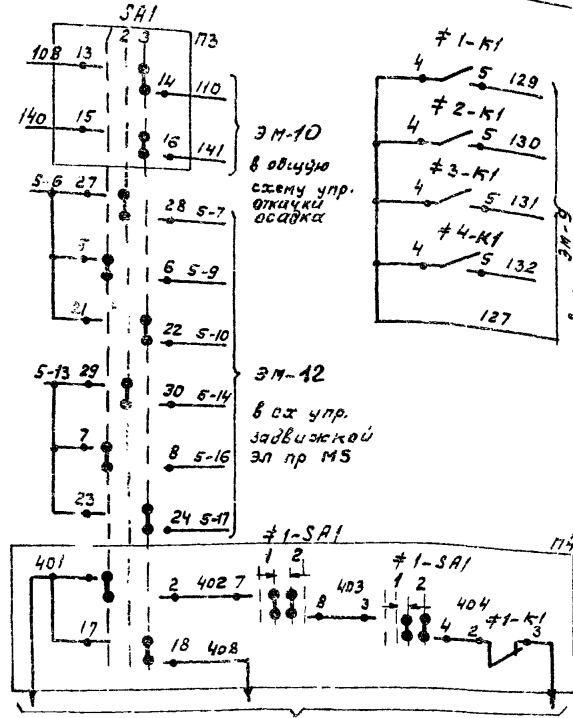 SA1
2 3 П3
108 13
14 110
140 15
16 141
ЭМ-10
в общую
схему упр.
откачки
осадка
5-6 27
28 5-7
6 5-9
21
22 5-10
5-13 29
30 5-14
7
8 5-16
23
24 5-17
ЭМ-12
в сх упр.
задвижкой
эл пр М5
≠1-К1
4 5 129
≠2-К1
4 5 130
≠3-К1
4 5 131
≠4-К1
4 5 132
127
ЭМ-9
П4
401
2 402 7
≠1-SA1
1 2
8 403 3
≠1-SA1
1 2
4 404 2
≠1-К1
3
17
18 408